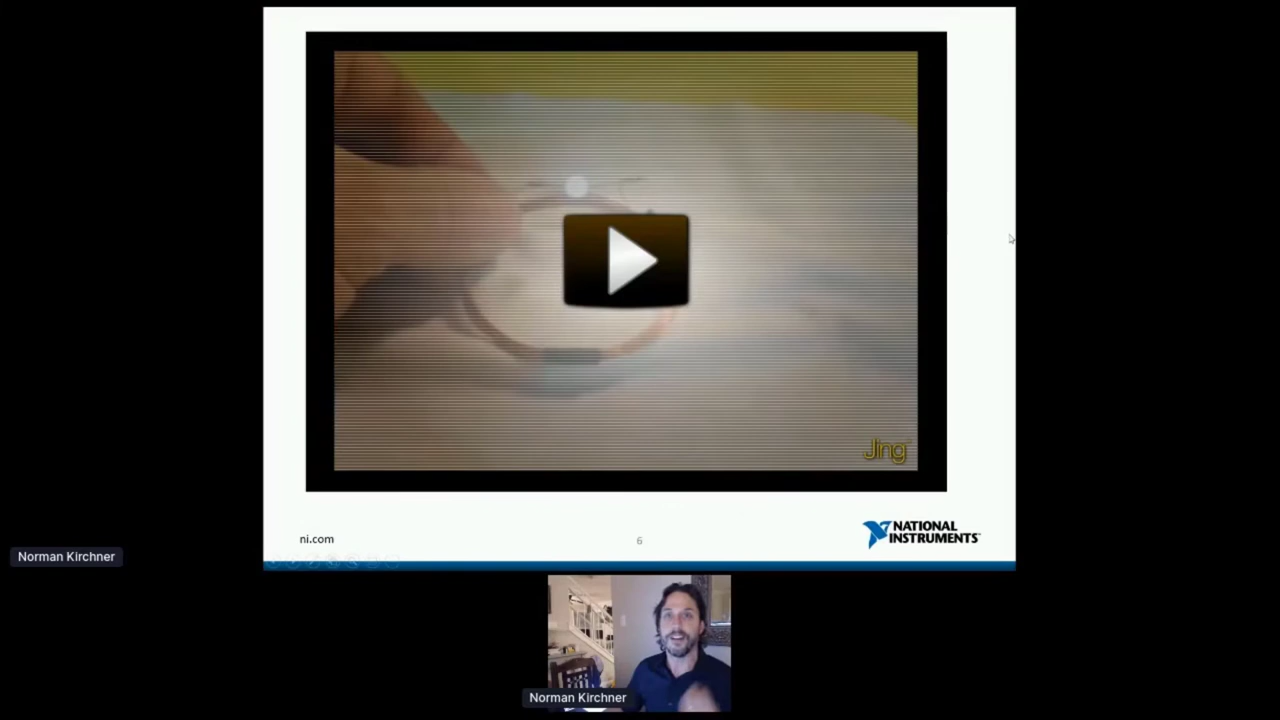 Jing
ni.com
6
NATIONAL
INSTRUMENTS
Norman Kirchner
Norman Kirchner